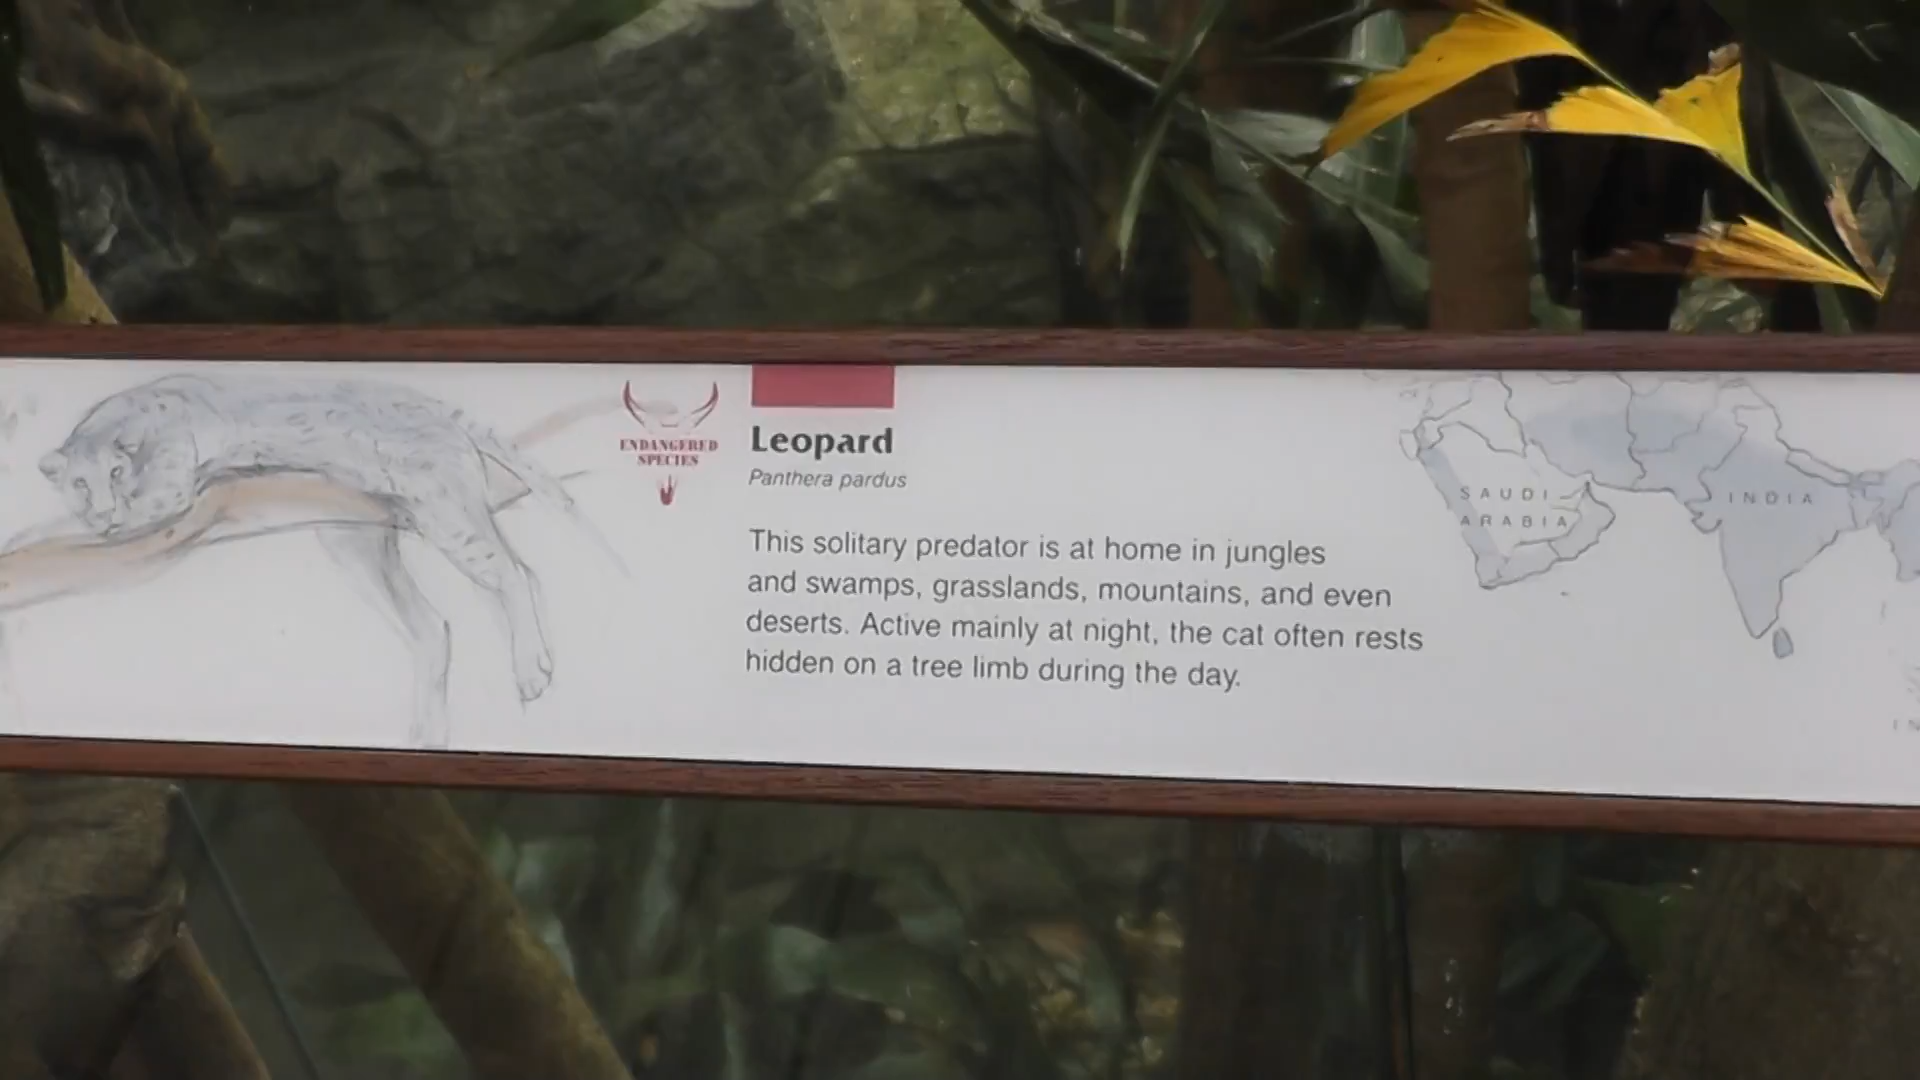 ENDANGERED
SPECIES
Leopard
Panthera pardus
This solitary predator is at home in jungles
and swamps, grasslands, mountains, and even
deserts. Active mainly at night, the cat often rests
hidden on a tree limb during the day.
SAUDI
ARABIA
INDIA